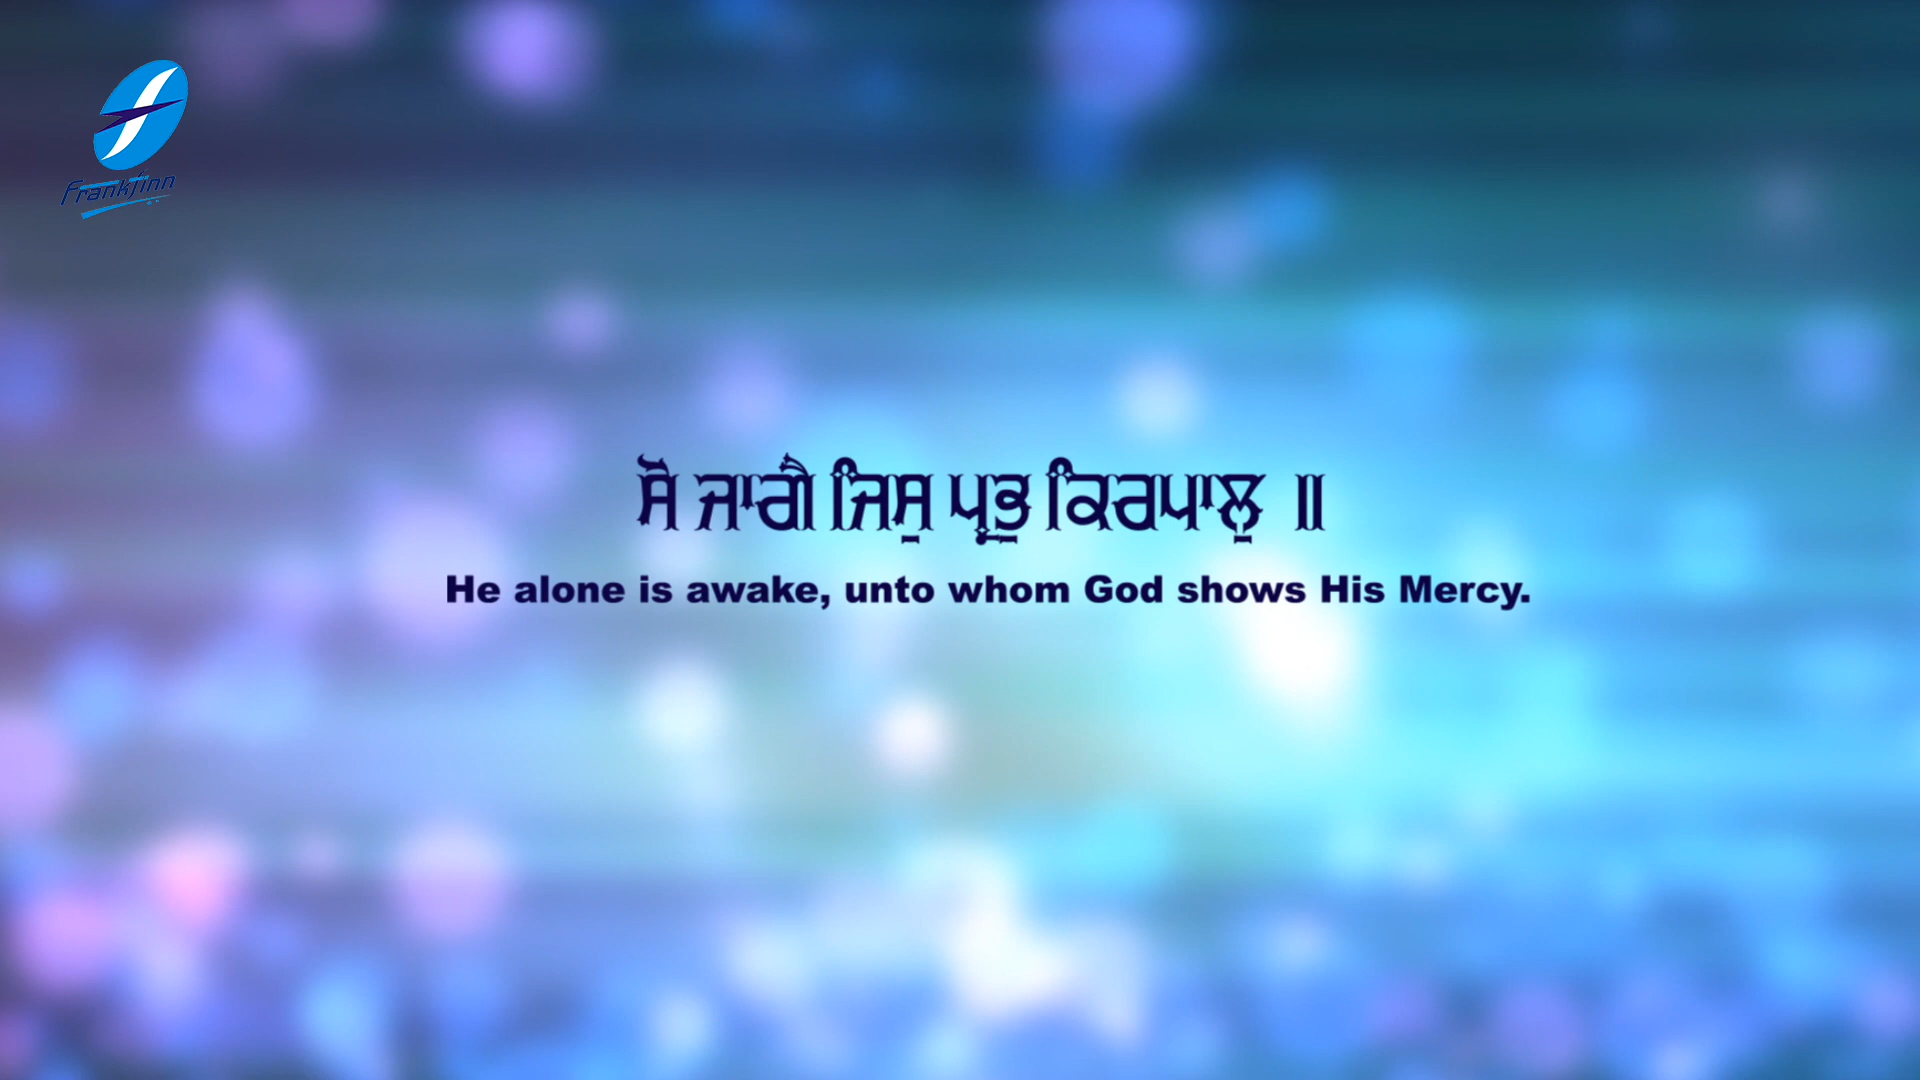 Frankfinn
ਸੋ ਜਾਗੈ ਜਿਸੁ ਪ੍ਰਭੁ ਕਿਰਪਾਲੁ ॥
He alone is awake, unto whom God shows His Mercy.